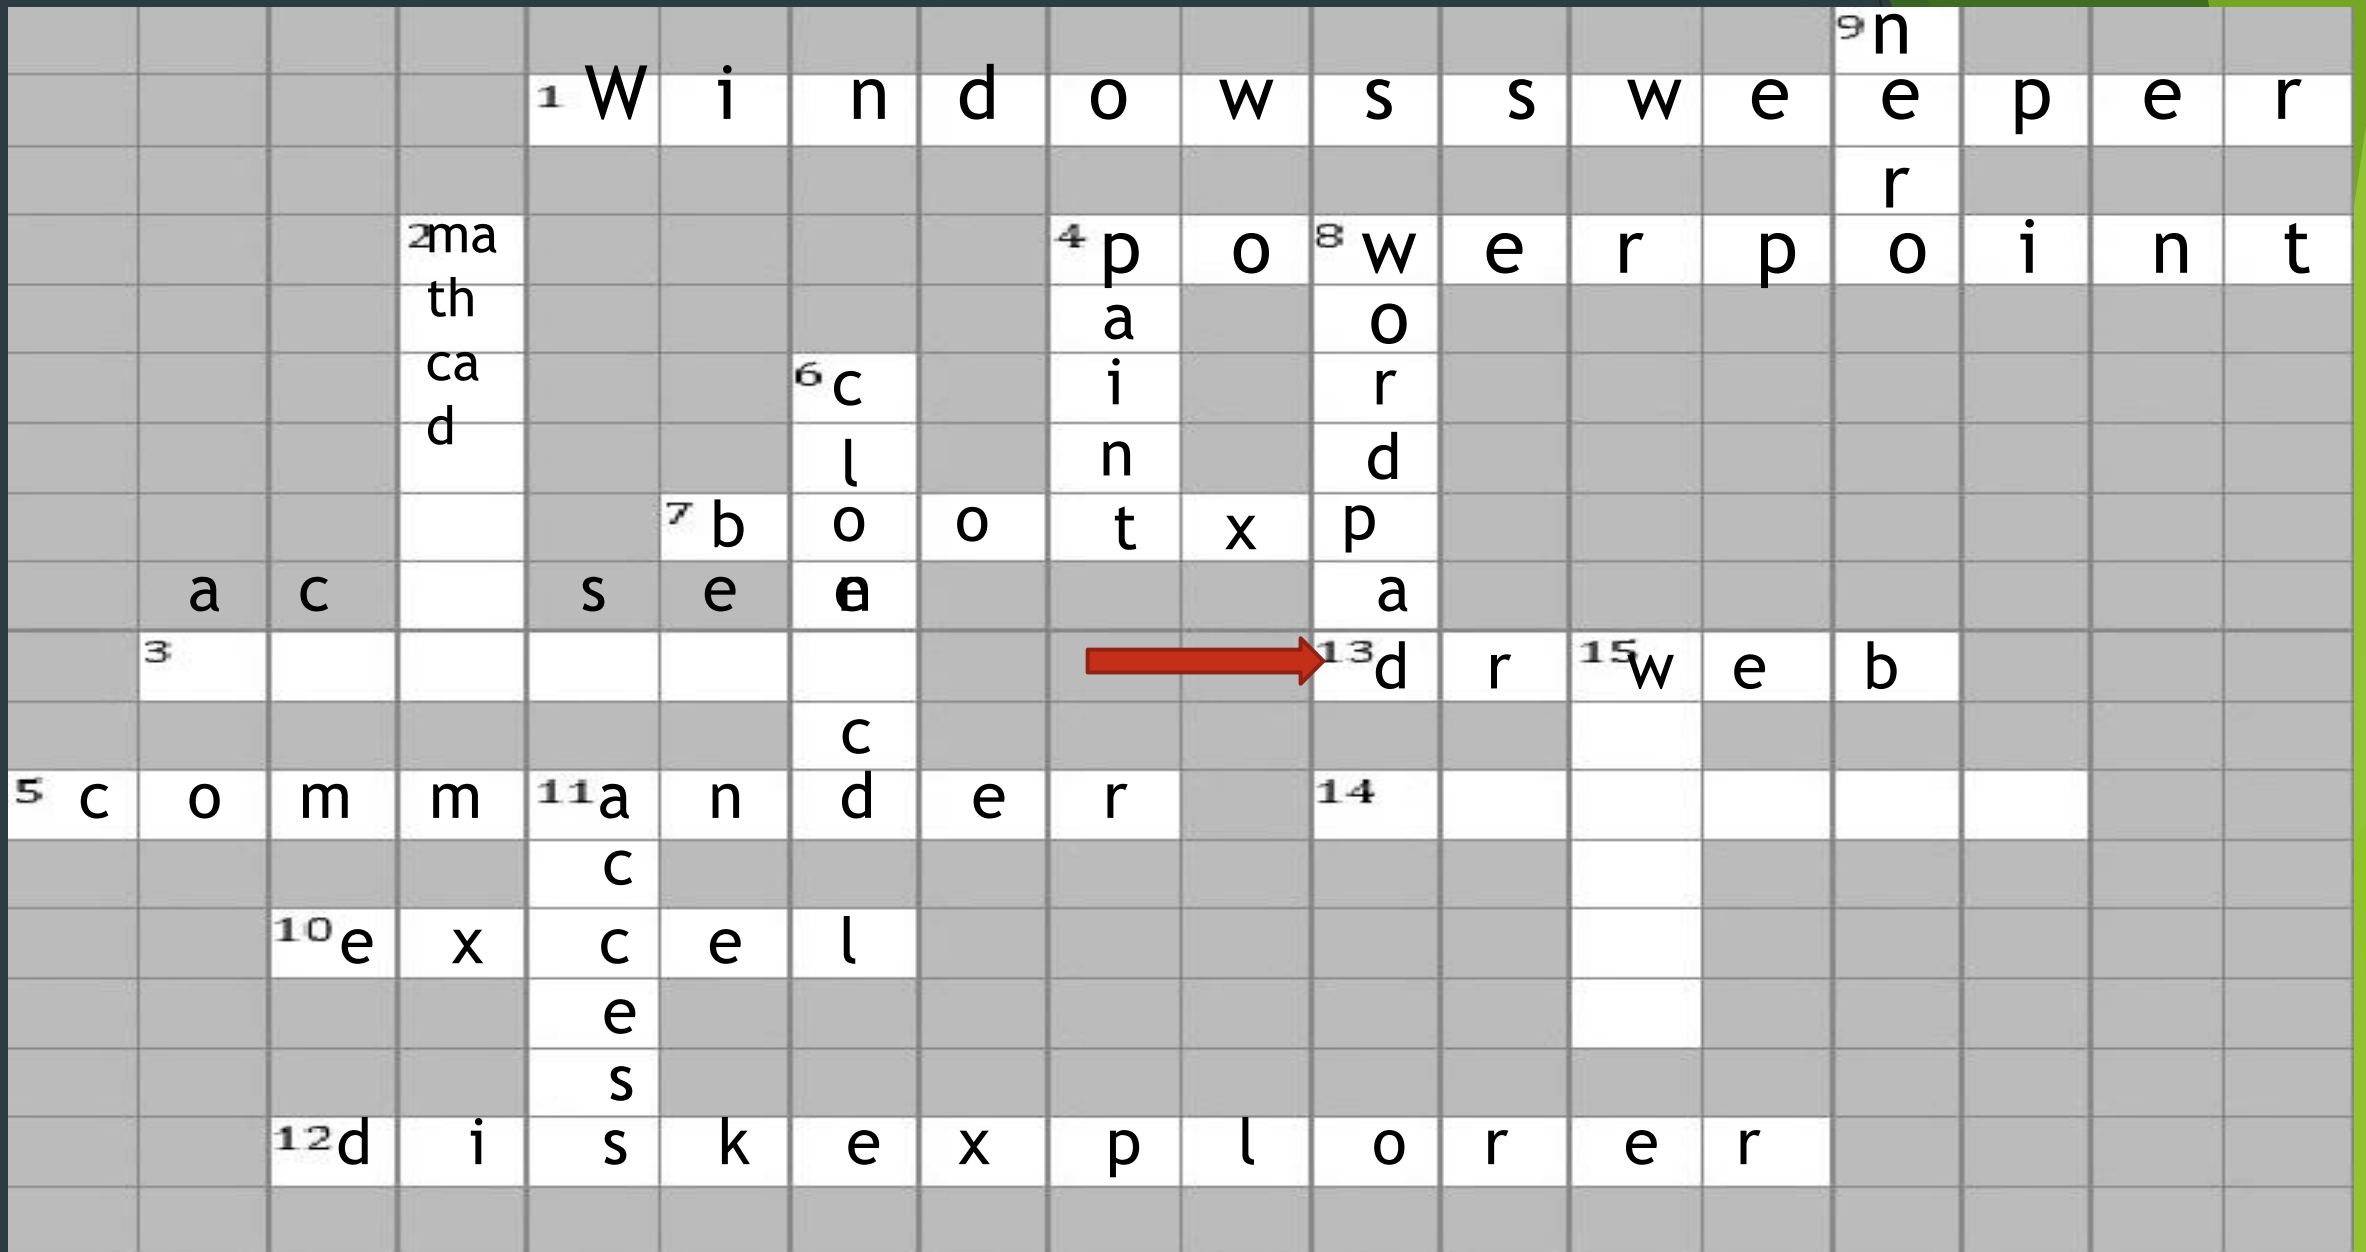 9 n
1 W i n d o w s s w e e p e r
r
2 ma 4 p o 8 w e r p o i n t
th a o
ca 6 c i r
d l n d
7 b o o t x p
a c s e n a
3 13 d r 15 w e b
c
5 c o m m 11 a n d e r 14
c
10 e x c e l
e
s
12 d i s k e x p l o r e r